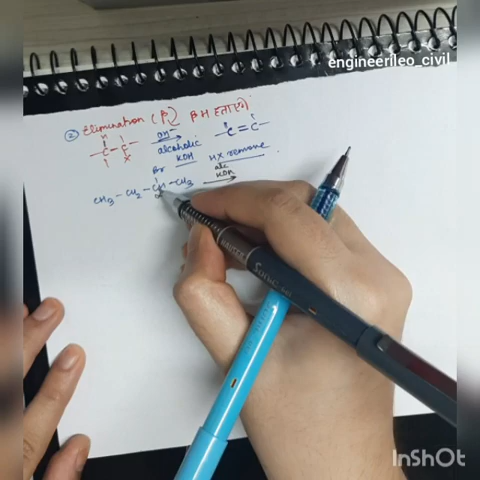 engineerleo_civil
② Elimination (β) β H हटाओ
H
-C-C- OH⁻ → -C=C-
X alcoholic KOH HX remove
Br alc
CH₃-CH₂-CH-CH₃ KOH →
InShOt